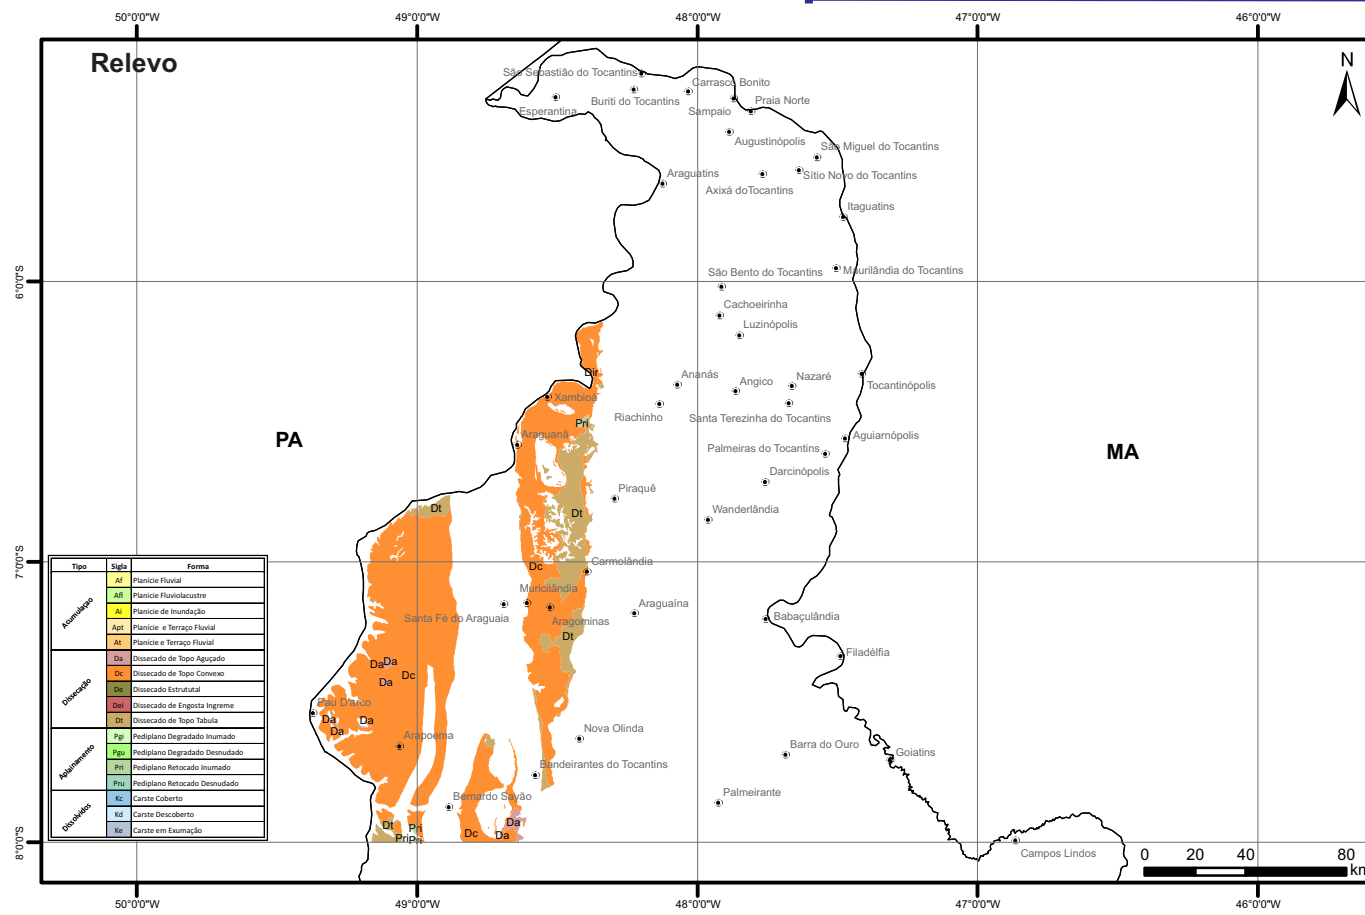 50°0'0"W
49°0'0"W
48°0'0"W
47°0'0"W
46°0'0"W
Relevo
N
São Sebastião do Tocantins
Carrasco Bonito
Esperantina
Buriti do Tocantins
Sampaio
Praia Norte
Augustinópolis
São Miguel do Tocantins
Araguatins
Sítio Novo do Tocantins
Axixá doTocantins
Itaguatins
6°0'0"S
São Bento do Tocantins
Maurilândia do Tocantins
Cachoeirinha
Luzinópolis
Dir
Ananás
Angico
Nazaré
Tocantinópolis
Xambioá
Riachinho
Santa Terezinha do Tocantins
Pri
PA
Araguanã
Aguiarnópolis
Palmeiras do Tocantins
MA
Darcinópolis
Piraquê
Dt
Dt
Wanderlândia
7°0'0"S
Carmolândia
Dc
Muricilândia
Santa Fé do Araguaia
Aragominas
Araguaína
Babaçulândia
Dt
Filadélfia
Da
Da
Da
Dc
Pau D'arco
Da
Da
Da
Arapoema
Nova Olinda
Barra do Ouro
Goiatins
Bandeirantes do Tocantins
Bernardo Sayão
Palmeirante
Dt
Pri
Pri
Pri
Dc
Da
Da
8°0'0"S
Campos Lindos
0 20 40 80
km
Tipo Sigla Forma
Acumulaçao
Af Planície Fluvial
Afl Planície Fluviolacustre
Ai Planície de Inundação
Apt Planície e Terraço Fluvial
At Planície e Terraço Fluvial
Dissecação
Da Dissecado de Topo Aguçado
Dc Dissecado de Topo Convexo
De Dissecado Estrututal
Dei Dissecado de Engosta Ingreme
Dt Dissecado de Topo Tabula
Aplainamento
Pgi Pediplano Degradado Inumado
Pgu Pediplano Degradado Desnudado
Pri Pediplano Retocado Inumado
Pru Pediplano Retocado Desnudado
Dissolvidos
Kc Carste Coberto
Kd Carste Descoberto
Ke Carste em Exumação
50°0'0"W
49°0'0"W
48°0'0"W
47°0'0"W
46°0'0"W